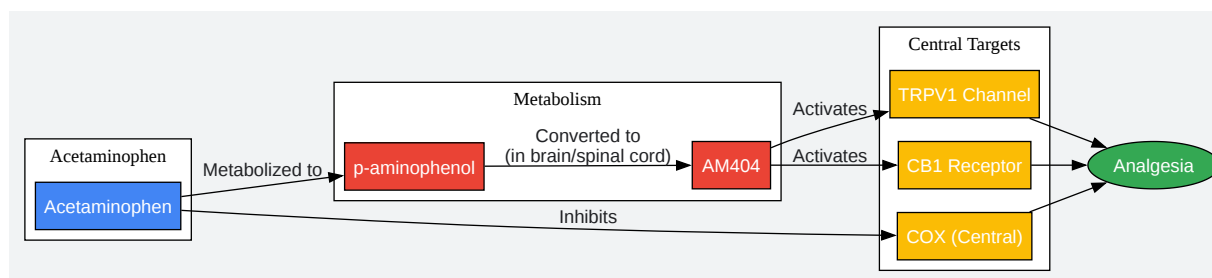 Central Targets
TRPV1 Channel
Metabolism
Activates
Converted to
(in brain/spinal cord)
Acetaminophen
Metabolized to
p-aminophenol
AM404
Activates
CB1 Receptor
Analgesia
Acetaminophen
Inhibits
COX (Central)